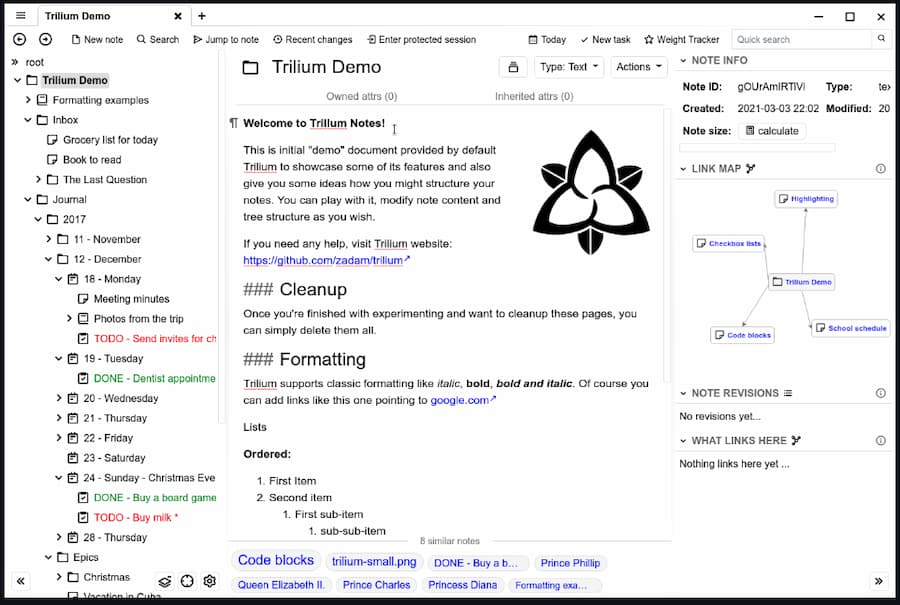 Trilium Demo
New note Search Jump to note Recent changes Enter protected session Today New task Weight Tracker Quick search
root
Trilium Demo
Formatting examples
Inbox
Grocery list for today
Book to read
The Last Question
Journal
2017
11 - November
12 - December
18 - Monday
Meeting minutes
Photos from the trip
TODO - Send invites for ch
19 - Tuesday
DONE - Dentist appointme
20 - Wednesday
21 - Thursday
22 - Friday
23 - Saturday
24 - Sunday - Christmas Eve
DONE - Buy a board game
TODO - Buy milk *
28 - Thursday
Epics
Christmas
Vacation in Cuba
Trilium Demo
Type: Text Actions
Owned attrs (0) Inherited attrs (0)
Welcome to Trilium Notes!
This is initial "demo" document provided by default
Trilium to showcase some of its features and also
give you some ideas how you might structure your
notes. You can play with it, modify note content and
tree structure as you wish.
If you need any help, visit Trilium website:
https://github.com/zadam/trilium
### Cleanup
Once you're finished with experimenting and want to cleanup these pages, you
can simply delete them all.
### Formatting
Trilium supports classic formatting like italic, bold, bold and italic. Of course you
can add links like this one pointing to google.com
Lists
Ordered:
1. First Item
2. Second item
1. First sub-item
1. sub-sub-item
8 similar notes
Code blocks trilium-small.png DONE - Buy a b... Prince Phillip
Queen Elizabeth II. Prince Charles Princess Diana Formatting exa...
NOTE INFO
Note ID: gOUrAmIRTlVl Type: te
Created: 2021-03-03 22:02 Modified: 20
Note size: calculate
LINK MAP
Highlighting
Checkbox lists
Trilium Demo
School schedule
Code blocks
NOTE REVISIONS
No revisions yet...
WHAT LINKS HERE
Nothing links here yet ...